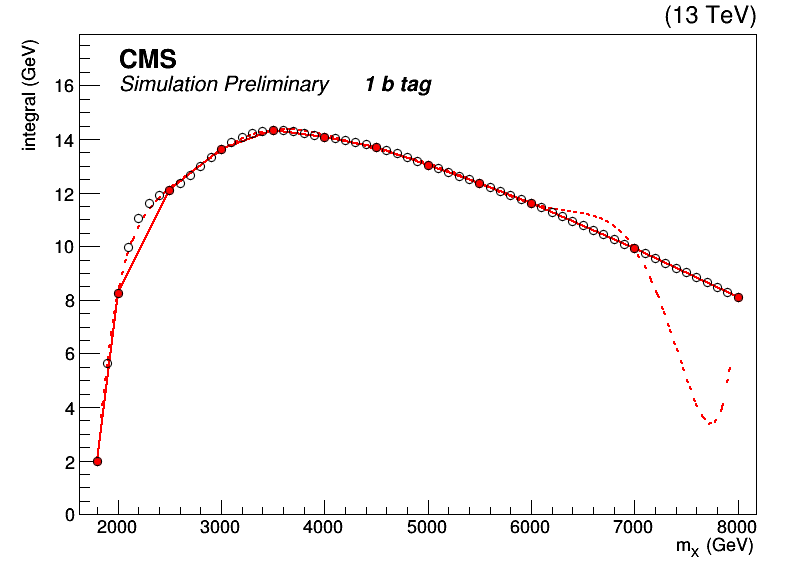 (13 TeV)
CMS
Simulation Preliminary 1 b tag
integral (GeV)
16
14
12
10
8
6
4
2
0
2000 3000 4000 5000 6000 7000 8000
m_X (GeV)